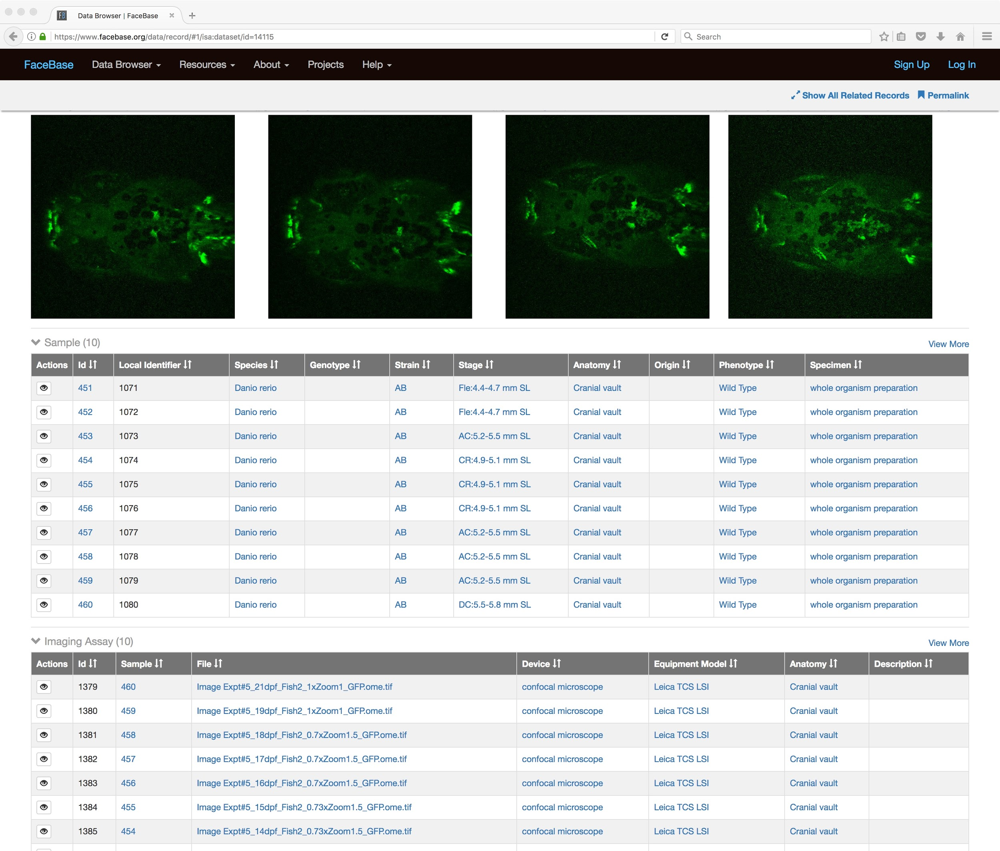 FB Data Browser | FaceBase
https://www.facebase.org/data/record/#1/isa:dataset/id=14115 Search
FaceBase Data Browser Resources About Projects Help Sign Up Log In
Show All Related Records Permalink
Sample (10) View More
Actions Id Local Identifier Species Genotype Strain Stage Anatomy Origin Phenotype Specimen
451 1071 Danio rerio AB Fle:4.4-4.7 mm SL Cranial vault Wild Type whole organism preparation
452 1072 Danio rerio AB Fle:4.4-4.7 mm SL Cranial vault Wild Type whole organism preparation
453 1073 Danio rerio AB AC:5.2-5.5 mm SL Cranial vault Wild Type whole organism preparation
454 1074 Danio rerio AB CR:4.9-5.1 mm SL Cranial vault Wild Type whole organism preparation
455 1075 Danio rerio AB CR:4.9-5.1 mm SL Cranial vault Wild Type whole organism preparation
456 1076 Danio rerio AB CR:4.9-5.1 mm SL Cranial vault Wild Type whole organism preparation
457 1077 Danio rerio AB AC:5.2-5.5 mm SL Cranial vault Wild Type whole organism preparation
458 1078 Danio rerio AB AC:5.2-5.5 mm SL Cranial vault Wild Type whole organism preparation
459 1079 Danio rerio AB AC:5.2-5.5 mm SL Cranial vault Wild Type whole organism preparation
460 1080 Danio rerio AB DC:5.5-5.8 mm SL Cranial vault Wild Type whole organism preparation
Imaging Assay (10) View More
Actions Id Sample File Device Equipment Model Anatomy Description
1379 460 Image Expt#5_21dpf_Fish2_1xZoom1_GFP.ome.tif confocal microscope Leica TCS LSI Cranial vault
1380 459 Image Expt#5_19dpf_Fish2_1xZoom1_GFP.ome.tif confocal microscope Leica TCS LSI Cranial vault
1381 458 Image Expt#5_18dpf_Fish2_0.7xZoom1.5_GFP.ome.tif confocal microscope Leica TCS LSI Cranial vault
1382 457 Image Expt#5_17dpf_Fish2_0.7xZoom1.5_GFP.ome.tif confocal microscope Leica TCS LSI Cranial vault
1383 456 Image Expt#5_16dpf_Fish2_0.7xZoom1.5_GFP.ome.tif confocal microscope Leica TCS LSI Cranial vault
1384 455 Image Expt#5_15dpf_Fish2_0.73xZoom1.5_GFP.ome.tif confocal microscope Leica TCS LSI Cranial vault
1385 454 Image Expt#5_14dpf_Fish2_0.73xZoom1.5_GFP.ome.tif confocal microscope Leica TCS LSI Cranial vault